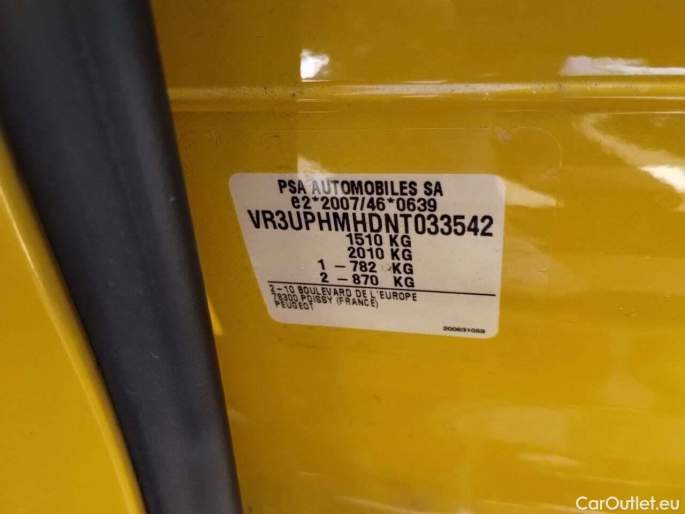 PSA AUTOMOBILES SA
e2*2007/46*0639
VR3UPHMHDNT033542
1510 KG
2010 KG
1 - 782 KG
2 - 870 KG
2-10 BOULEVARD DE L'EUROPE
78300 POISSY (FRANCE)
PEUGEOT
200631059
CarOutlet.eu